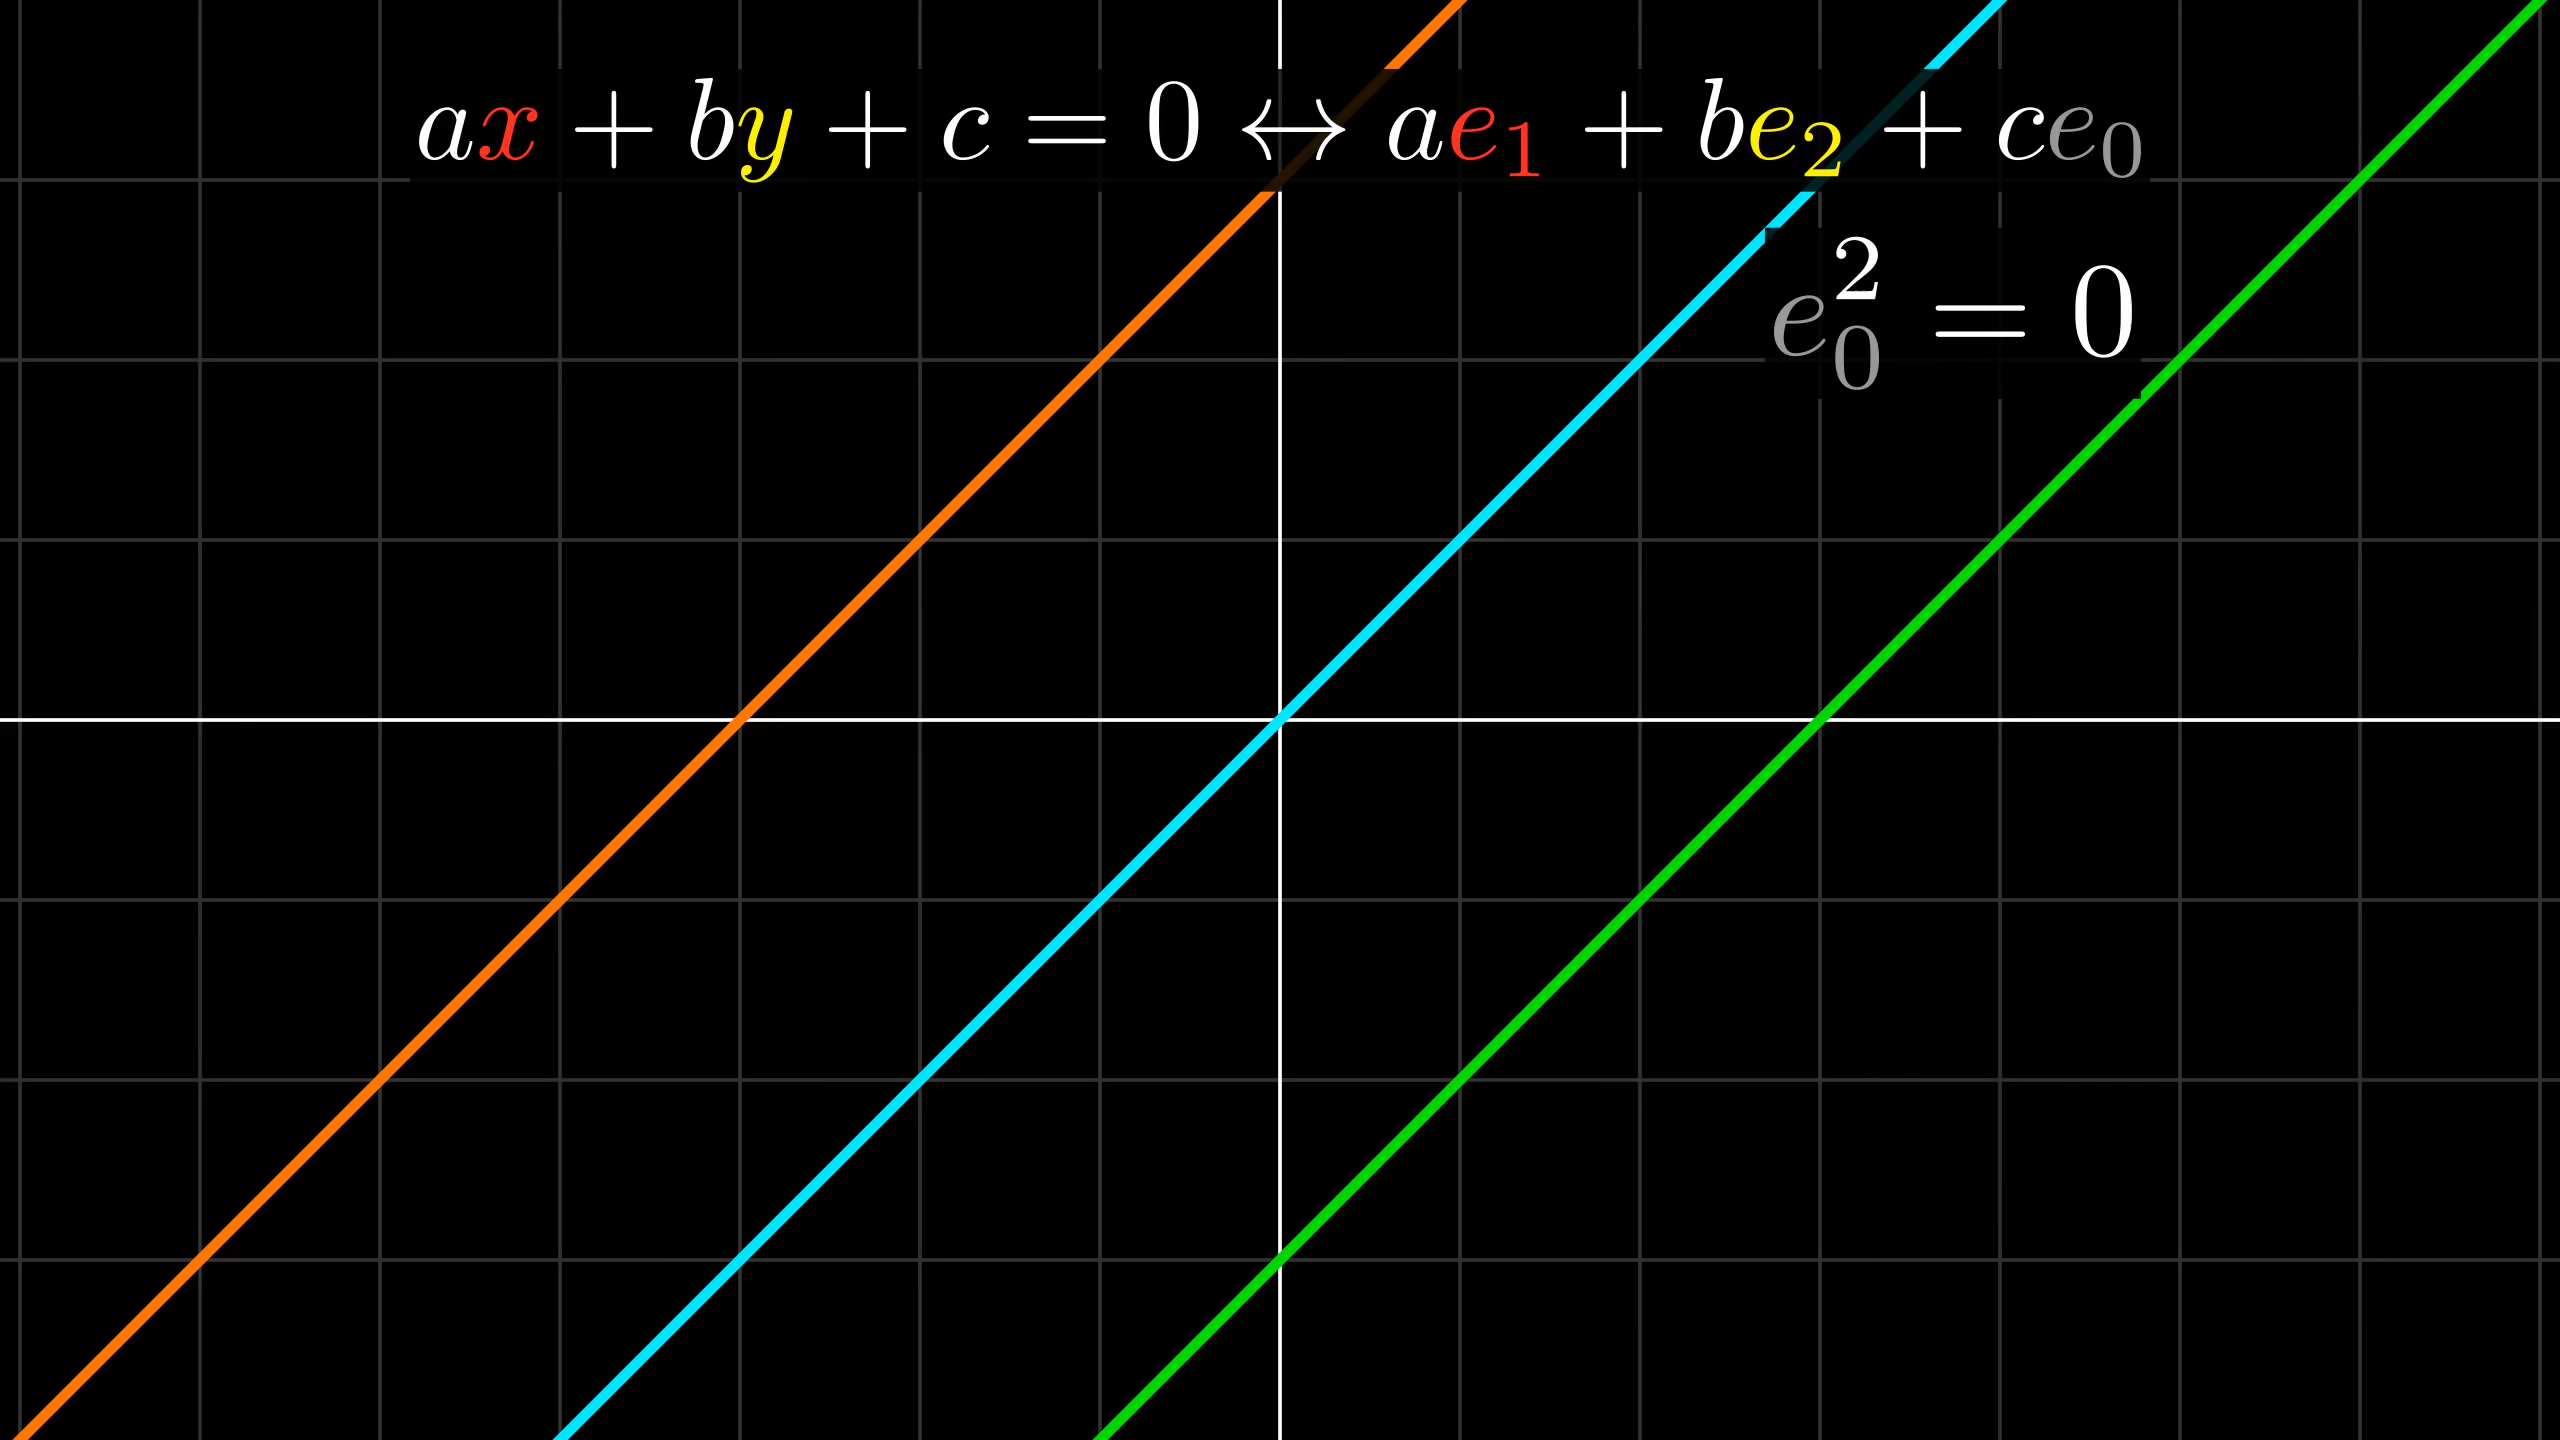 ax + by + c = 0 ↔ ae₁ + be₂ + ce₀
e₀² = 0